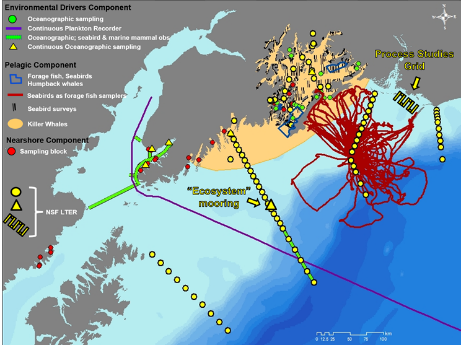 Environmental Drivers Component
Oceanographic sampling
Continuous Plankton Recorder
Oceanographic; seabird & marine mammal obs
Continuous Oceanographic sampling
Pelagic Component
Forage fish, Seabirds
Humpback whales
Seabirds as forage fish samplers
Seabird surveys
Killer Whales
Nearshore Component
Sampling block
NSF LTER
Process Studies
Grid
"Ecosystem"
mooring